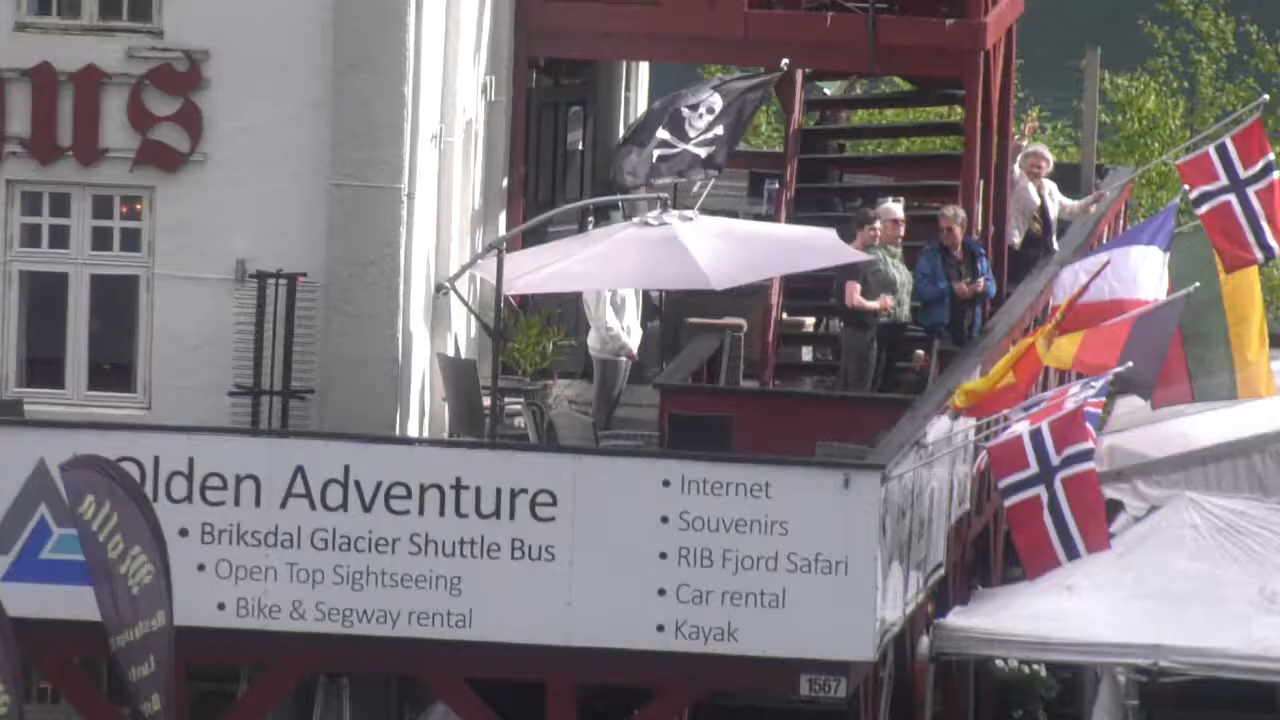 us
Olden Adventure
• Briksdal Glacier Shuttle Bus
• Open Top Sightseeing
• Bike & Segway rental
• Internet
• Souvenirs
• RIB Fjord Safari
• Car rental
• Kayak
1567